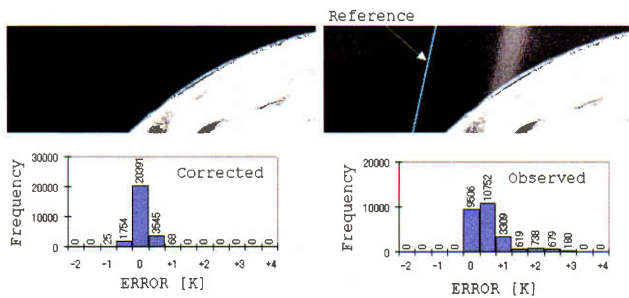 Reference
30000
20000
10000
0
Frequency
Corrected
0 0 25 1754 20391 3545 68 0 0 0 0 0 0
-2 -1 0 +1 +2 +3 +4
ERROR [K]
20000
10000
0
Frequency
Observed
0 0 0 0 9506 10752 3309 619 738 679 180 0 0
-2 -1 0 +1 +2 +3 +4
ERROR [K]